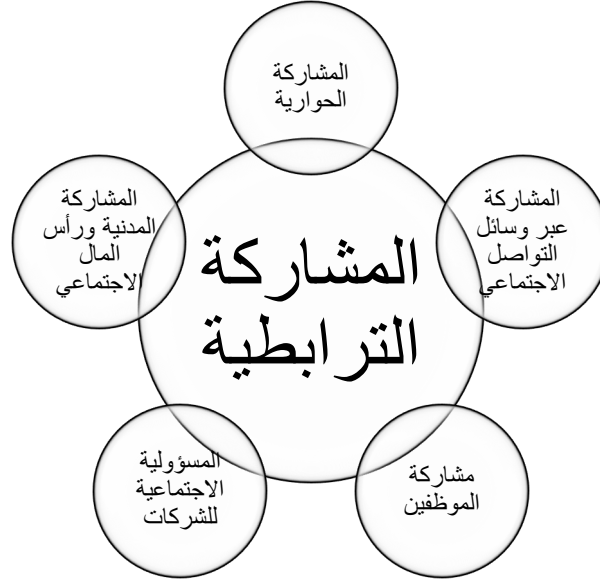 المشاركة
الحوارية
المشاركة
عبر وسائل
التواصل
الاجتماعي
مشاركة
الموظفين
المسؤولية
الاجتماعية
للشركات
المشاركة
المدنية ورأس
المال
الاجتماعي
المشاركة
الترابطية